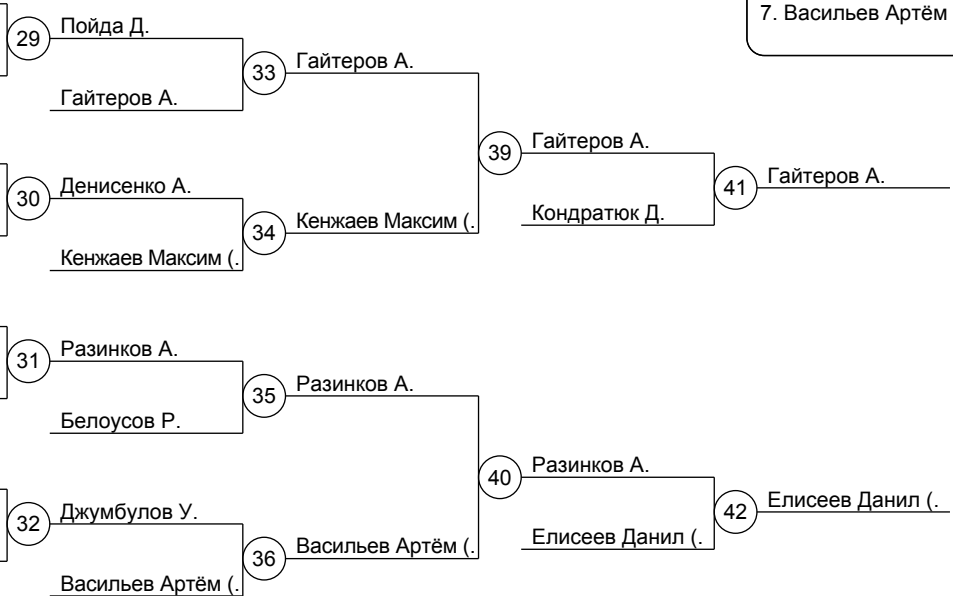 7. Васильев Артём
29
Пойда Д.
33
Гайтеров А.
Гайтеров А.
39
Гайтеров А.
41
Гайтеров А.
30
Денисенко А.
34
Кенжаев Максим (.
Кондратюк Д.
Кенжаев Максим (.
31
Разинков А.
35
Разинков А.
Белоусов Р.
40
Разинков А.
42
Елисеев Данил (.
32
Джумбулов У.
36
Васильев Артём (.
Елисеев Данил (.
Васильев Артём (.